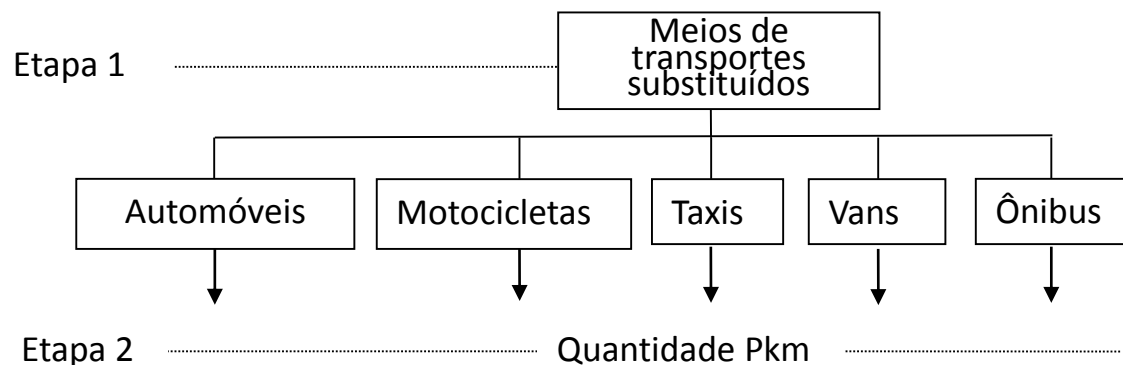 Etapa 1
Meios de
transportes
substituídos
Automóveis Motocicletas Taxis Vans Ônibus
Etapa 2 Quantidade Pkm